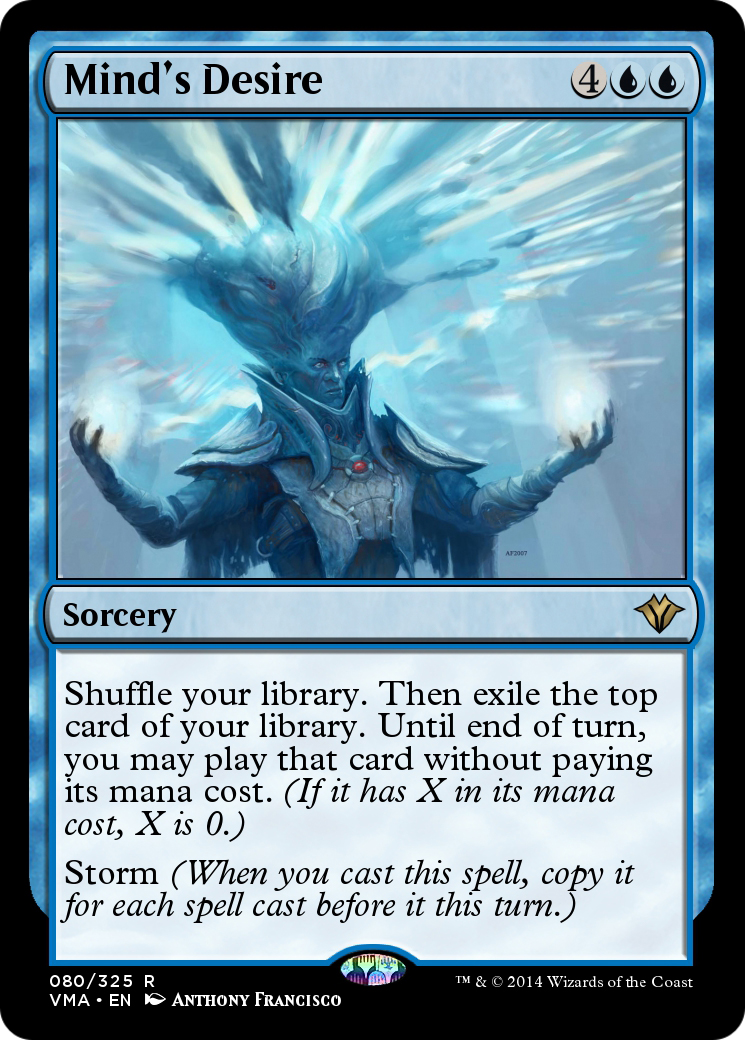 Mind's Desire
4
AF2007
Sorcery
Shuffle your library. Then exile the top
card of your library. Until end of turn,
you may play that card without paying
its mana cost. (If it has X in its mana
cost, X is 0.)
Storm (When you cast this spell, copy it
for each spell cast before it this turn.)
080/325 R
VMA • EN Anthony Francisco
™ & © 2014 Wizards of the Coast